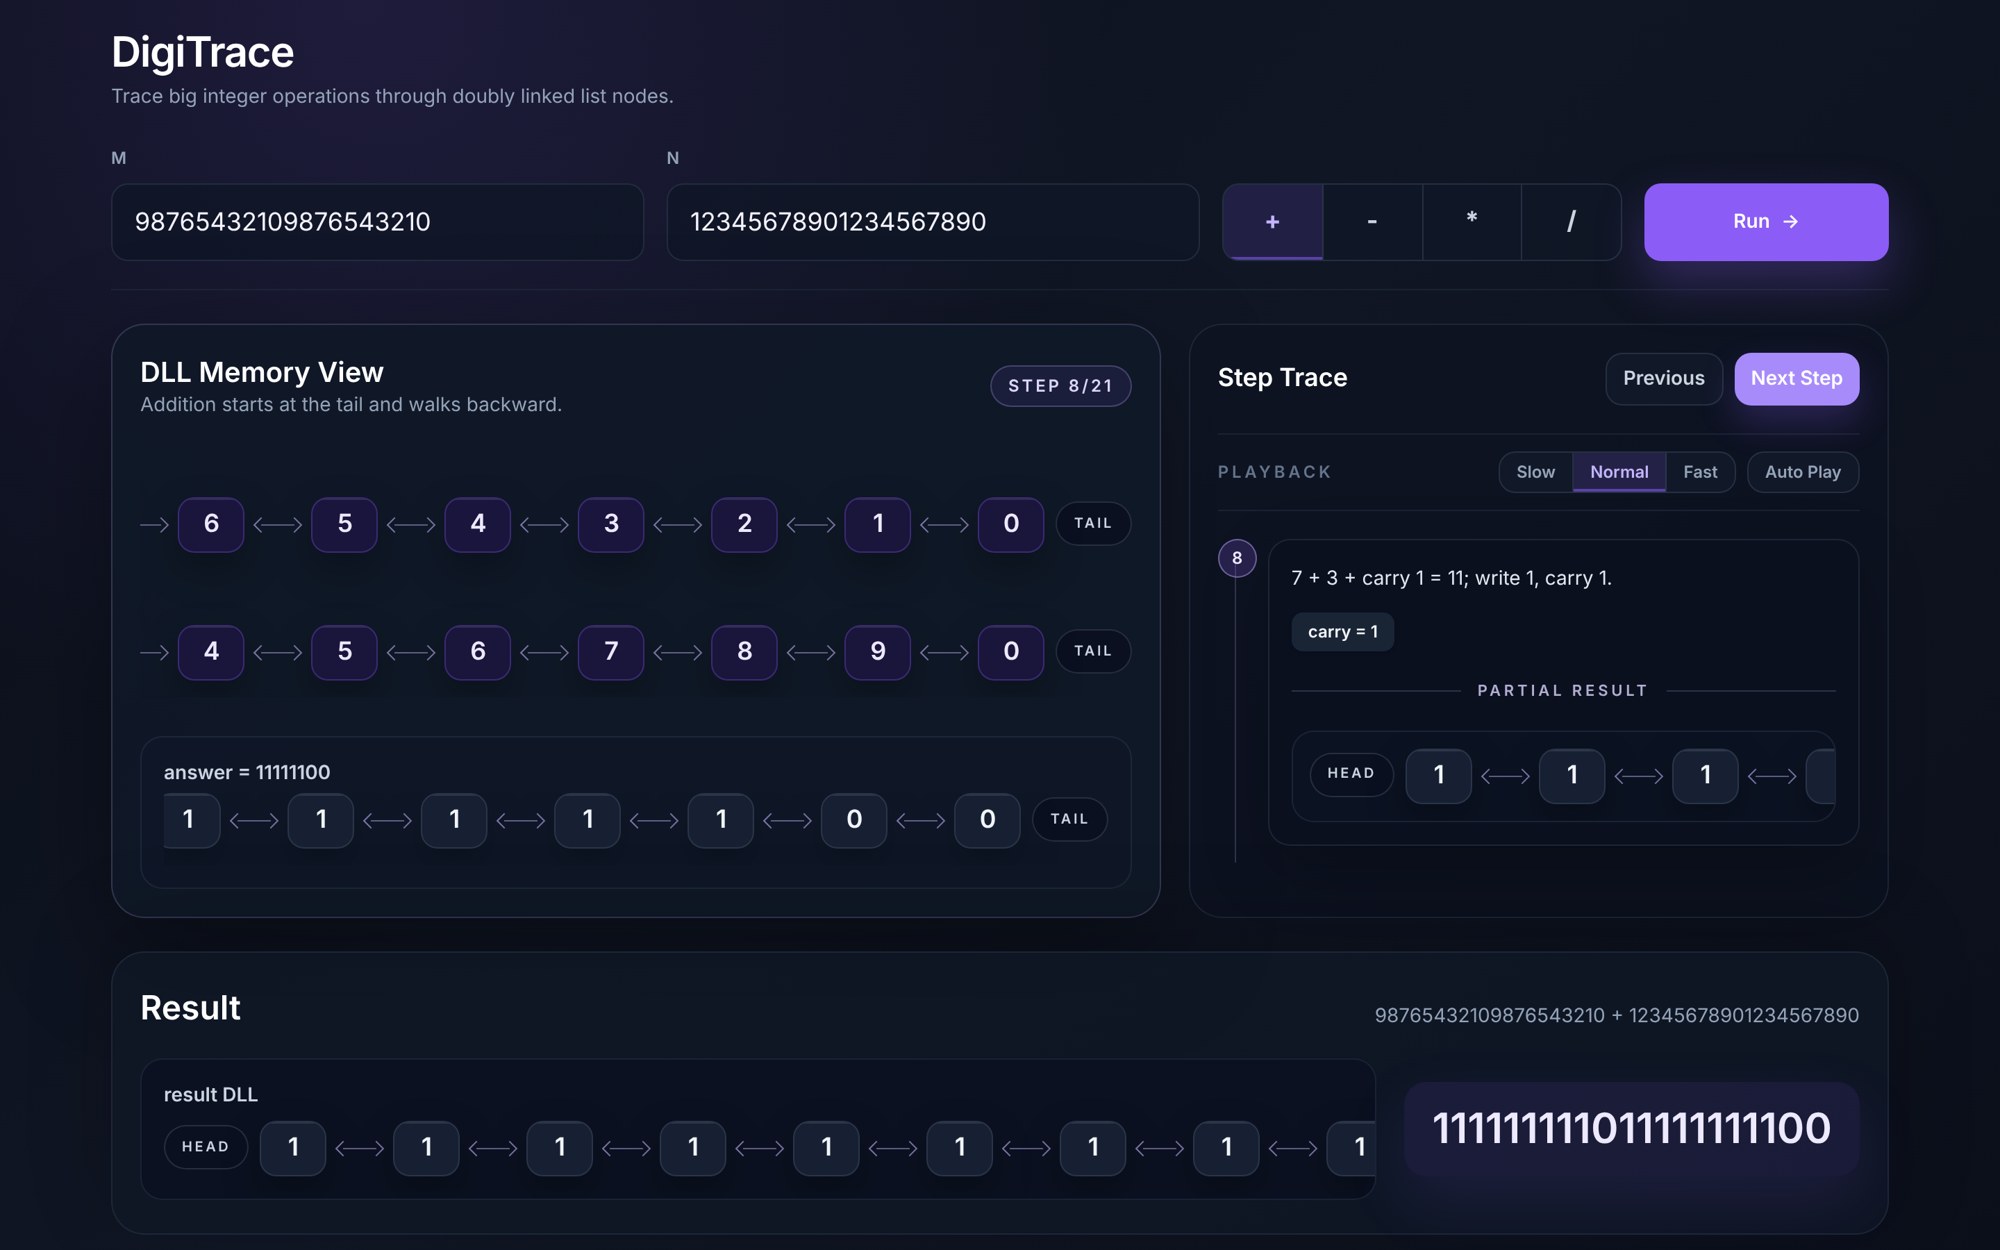 DigiTrace
Trace big integer operations through doubly linked list nodes.
M
N
98765432109876543210
12345678901234567890
+ - * /
Run →
DLL Memory View
Addition starts at the tail and walks backward.
STEP 8/21
6 5 4 3 2 1 0 TAIL
4 5 6 7 8 9 0 TAIL
answer = 11111100
1 1 1 1 1 0 0 TAIL
Step Trace
Previous
Next Step
PLAYBACK
Slow
Normal
Fast
Auto Play
8
7 + 3 + carry 1 = 11; write 1, carry 1.
carry = 1
PARTIAL RESULT
HEAD 1 1 1
Result
98765432109876543210 + 12345678901234567890
result DLL
HEAD 1 1 1 1 1 1 1 1 1
111111111011111111100